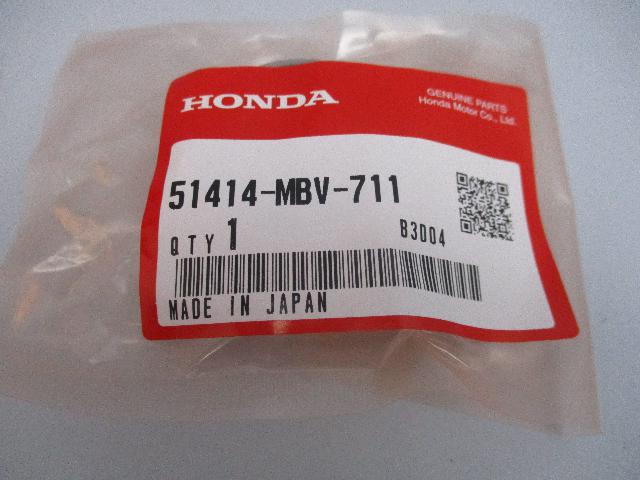 HONDA
GENUINE PARTS
Honda Motor Co., Ltd.
51414-MBV-711
QTY 1
B3D04
MADE IN JAPAN